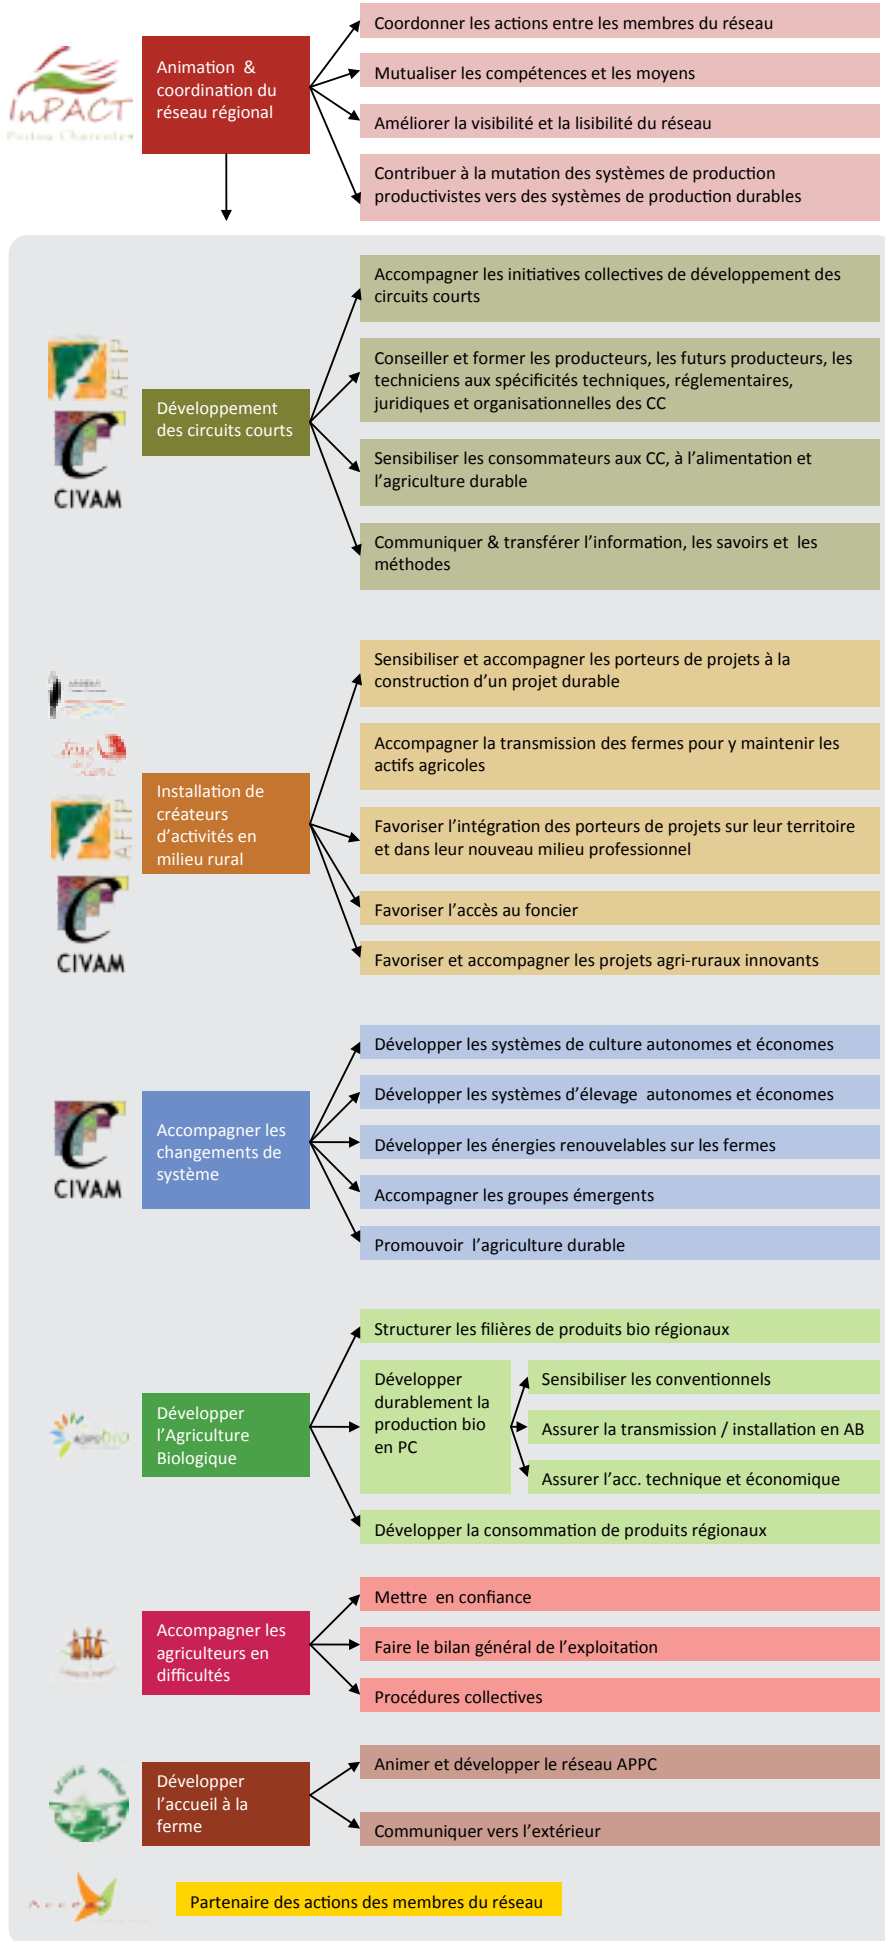 InPACT
Poitou Charentes
Animation & 
coordination du
réseau régional
Coordonner les actions entre les membres du réseau
Mutualiser les compétences et les moyens
Améliorer la visibilité et la lisibilité du réseau
Contribuer à la mutation des systèmes de production
productivistes vers des systèmes de production durables
AFIP
CIVAM
Développement
des circuits courts
Accompagner les initiatives collectives de développement des
circuits courts
Conseiller et former les producteurs, les futurs producteurs, les
techniciens aux spécificités techniques, réglementaires,
juridiques et organisationnelles des CC
Sensibiliser les consommateurs aux CC, à l’alimentation et
l’agriculture durable
Communiquer & transférer l’information, les savoirs et les
méthodes
AFIP
CIVAM
Installation de
créateurs
d’activités en
milieu rural
Sensibiliser et accompagner les porteurs de projets à la
construction d’un projet durable
Accompagner la transmission des fermes pour y maintenir les
actifs agricoles
Favoriser l’intégration des porteurs de projets sur leur territoire
et dans leur nouveau milieu professionnel
Favoriser l’accès au foncier
Favoriser et accompagner les projets agri-ruraux innovants
CIVAM
Accompagner les
changements de
système
Développer les systèmes de culture autonomes et économes
Développer les systèmes d’élevage autonomes et économes
Développer les énergies renouvelables sur les fermes
Accompagner les groupes émergents
Promouvoir l’agriculture durable
Développer
l’Agriculture
Biologique
Structurer les filières de produits bio régionaux
Développer
durablement la
production bio
en PC
Sensibiliser les conventionnels
Assurer la transmission / installation en AB
Assurer l’acc. technique et économique
Développer la consommation de produits régionaux
Accompagner les
agriculteurs en
difficultés
Mettre en confiance
Faire le bilan général de l’exploitation
Procédures collectives
Développer
l’accueil à la
ferme
Animer et développer le réseau APPC
Communiquer vers l’extérieur
Partenaire des actions des membres du réseau